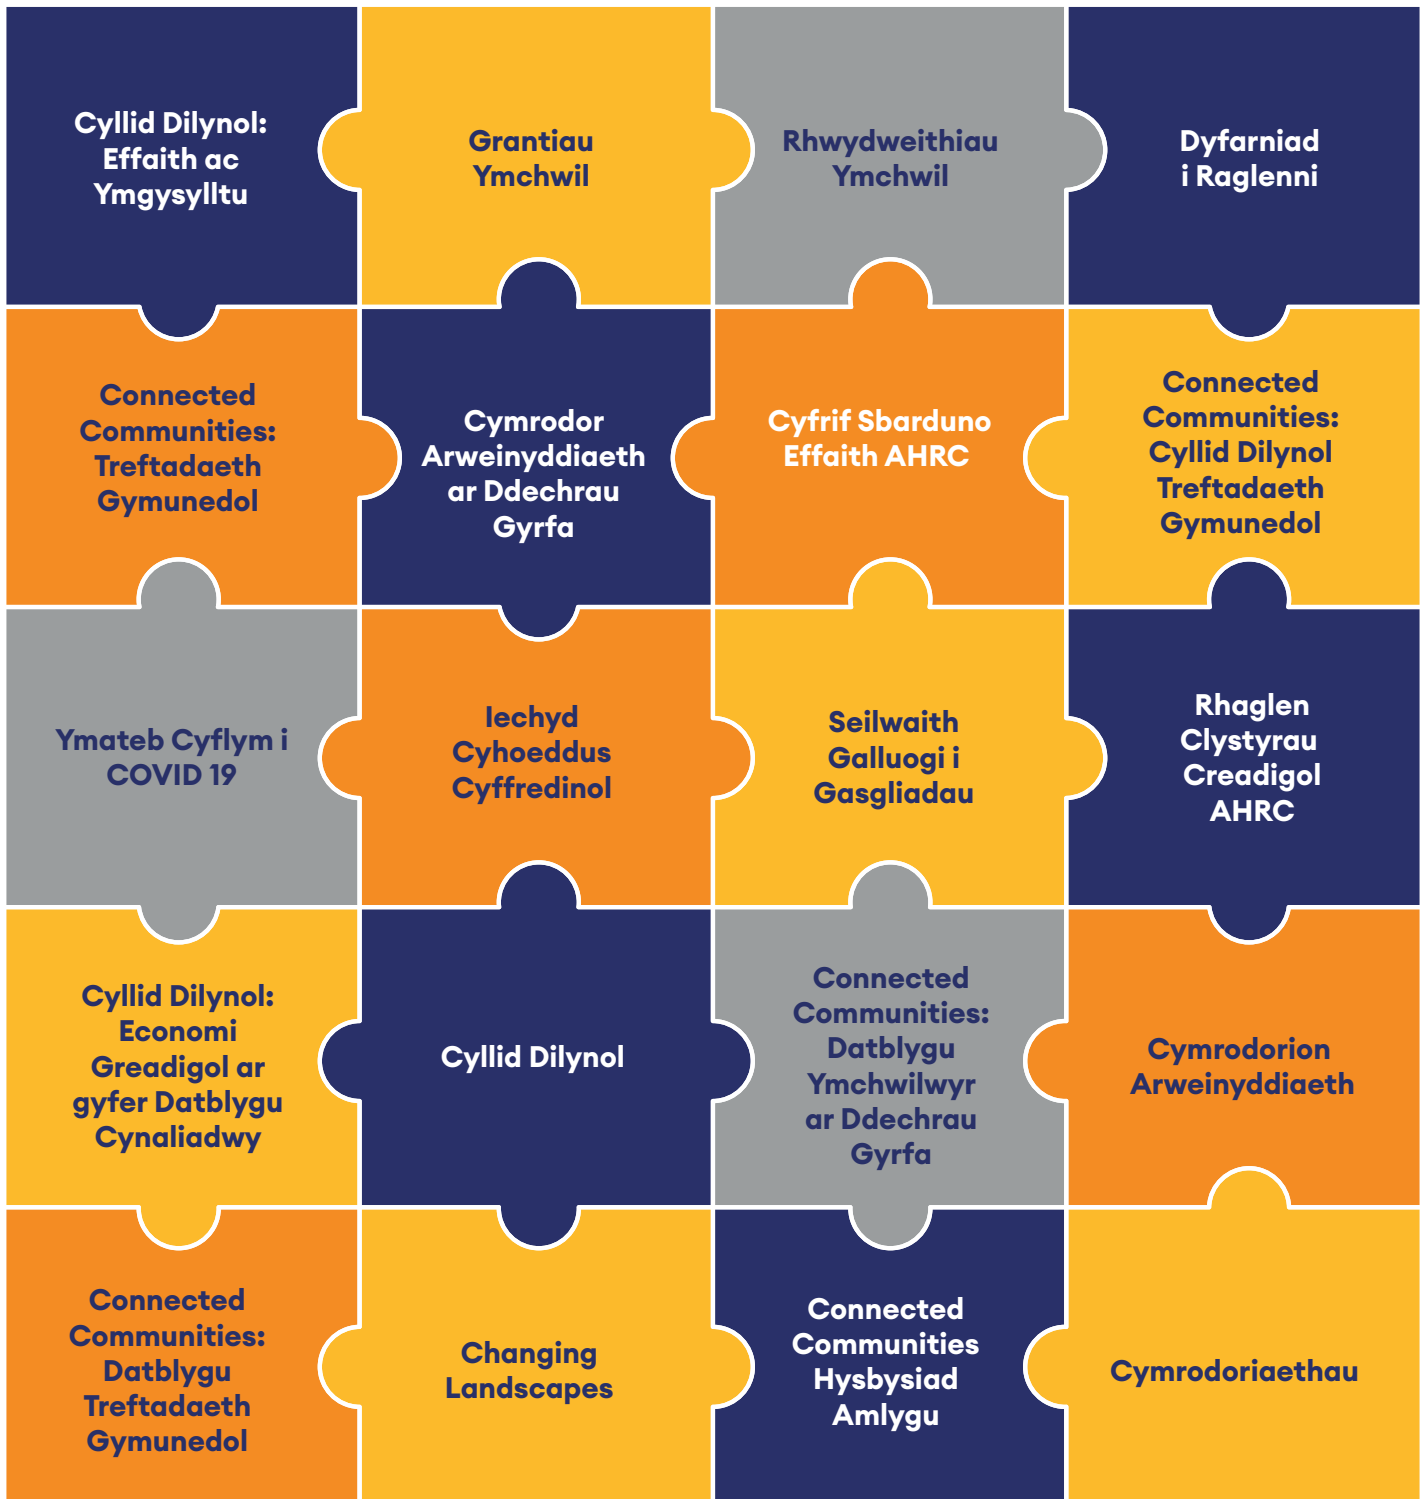 Cyllid Dilynol:
Effaith ac
Ymgysylltu
Grantiau
Ymchwil
Rhwydweithiau
Ymchwil
Dyfarniad
i Raglenni
Connected
Communities:
Treftadaeth
Gymunedol
Cymrodor
Arweinyddiaeth
ar Ddechrau
Gyrfa
Cyfrif Sbarduno
Effaith AHRC
Connected
Communities:
Cyllid Dilynol
Treftadaeth
Gymunedol
Ymateb Cyflym i
COVID 19
Iechyd
Cyhoeddus
Cyffredinol
Seilwaith
Galluogi i
Gasgliadau
Rhaglen
Clystyrau
Creadigol
AHRC
Cyllid Dilynol:
Economi
Greadigol ar
gyfer Datblygu
Cynaliadwy
Cyllid Dilynol
Connected
Communities:
Datblygu
Ymchwilwyr
ar Ddechrau
Gyrfa
Cymrodorion
Arweinyddiaeth
Connected
Communities:
Datblygu
Treftadaeth
Gymunedol
Changing
Landscapes
Connected
Communities
Hysbysiad
Amlygu
Cymrodoriaethau